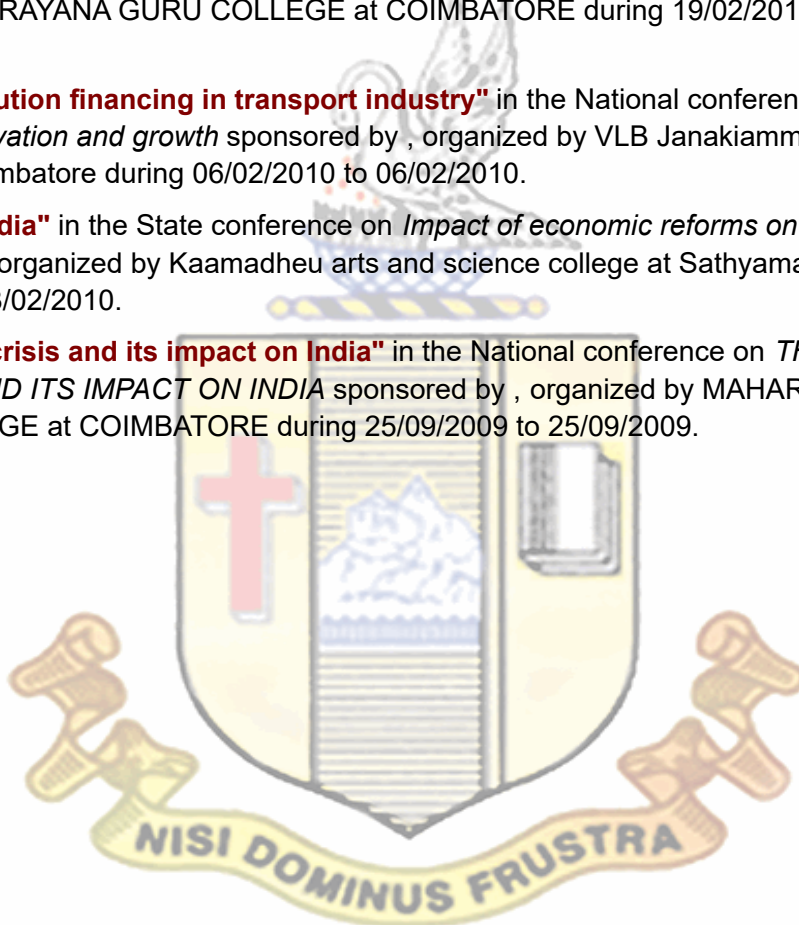 RAYANA GURU COLLEGE at COIMBATORE during 19/02/201
ution financing in transport industry" in the National conferen
vation and growth sponsored by , organized by VLB Janakiamm
mbatore during 06/02/2010 to 06/02/2010.
dia" in the State conference on Impact of economic reforms on
organized by Kaamadheu arts and science college at Sathyama
/02/2010.
crisis and its impact on India" in the National conference on Th
D ITS IMPACT ON INDIA sponsored by , organized by MAHAR
GE at COIMBATORE during 25/09/2009 to 25/09/2009.
NISI DOMINUS FRUSTRA